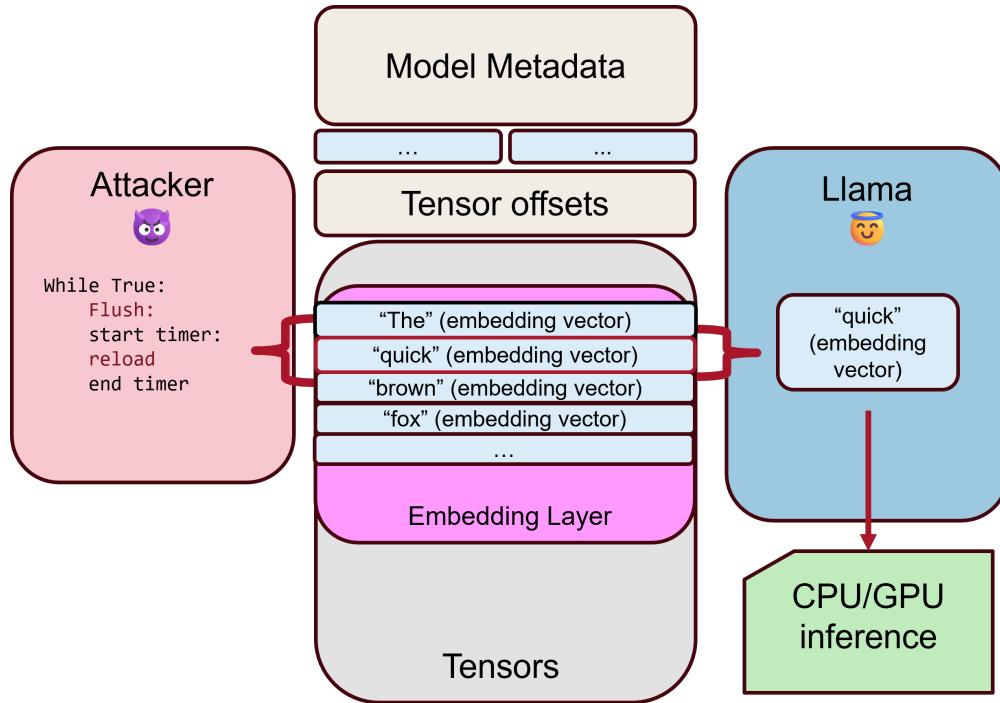 Model Metadata
…
...
Tensor offsets
Attacker
While True:
Flush:
start timer:
reload
end timer
“The” (embedding vector)
“quick” (embedding vector)
“brown” (embedding vector)
“fox” (embedding vector)
…
Embedding Layer
Tensors
Llama
“quick”
(embedding
vector)
CPU/GPU
inference